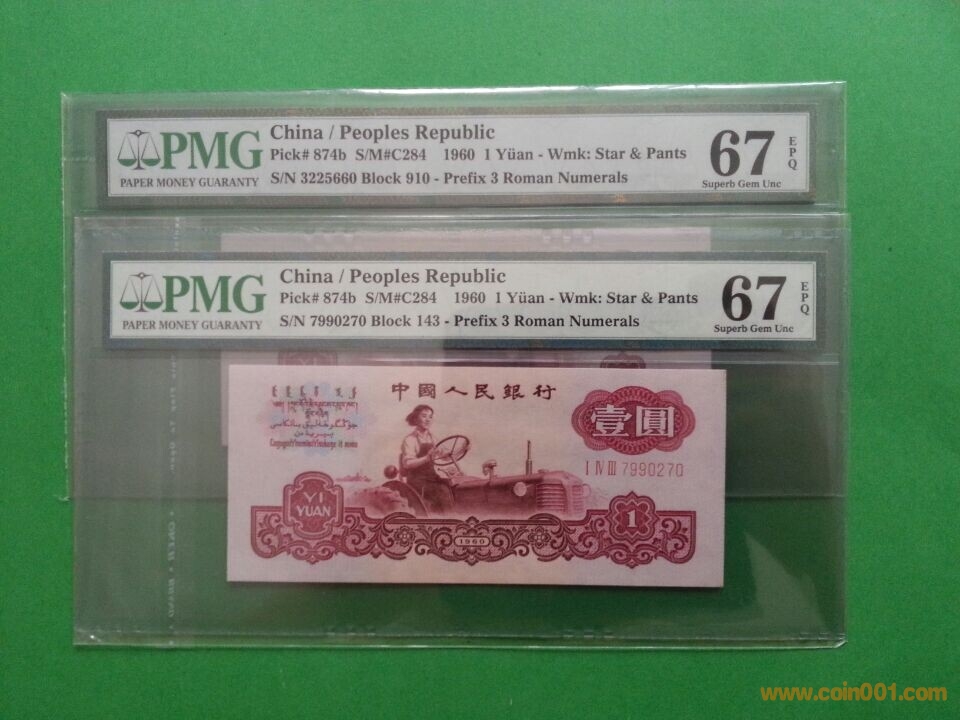 PMG
PAPER MONEY GUARANTY
China / Peoples Republic
Pick# 874b S/M#C284 1960 1 Yüan - Wmk: Star & Pants
S/N 3225660 Block 910 - Prefix 3 Roman Numerals
67
EPQ
Superb Gem Unc
PMG
PAPER MONEY GUARANTY
China / Peoples Republic
Pick# 874b S/M#C284 1960 1 Yüan - Wmk: Star & Pants
S/N 7990270 Block 143 - Prefix 3 Roman Numerals
67
EPQ
Superb Gem Unc
中國人民銀行
壹圓
I IV III 7990270
YI
YUAN
1960
1
www.coin001.com